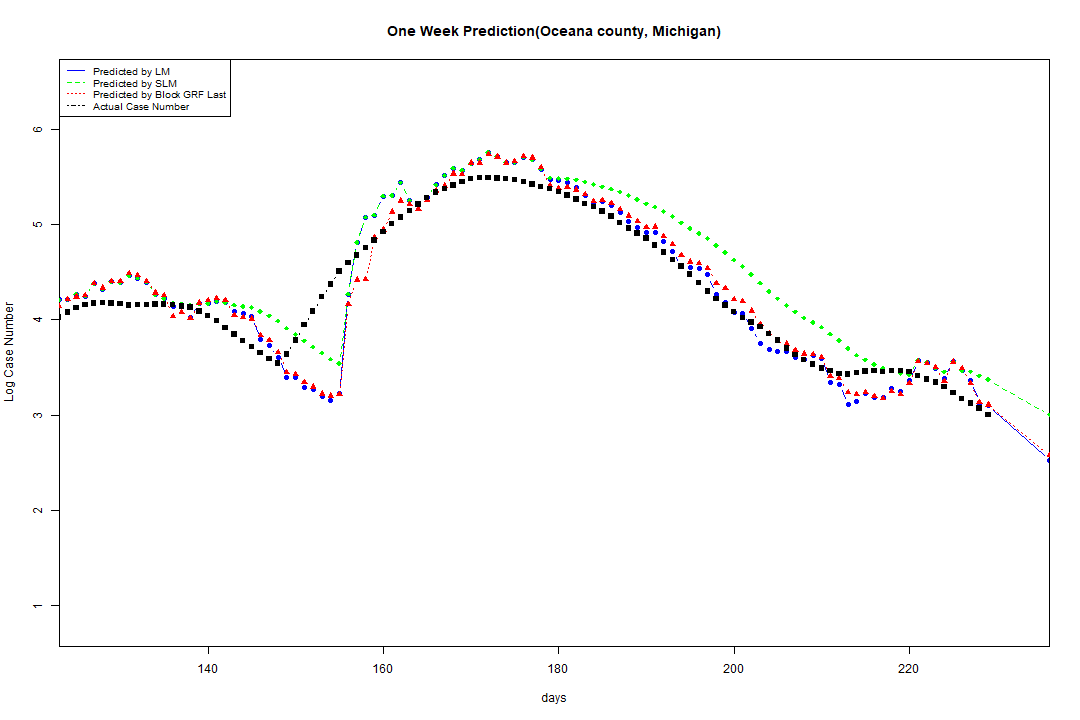 One Week Prediction(Oceana county, Michigan)
Predicted by LM
Predicted by SLM
Predicted by Block GRF Last
Actual Case Number
Log Case Number
6
5
4
3
2
1
140 160 180 200 220
days